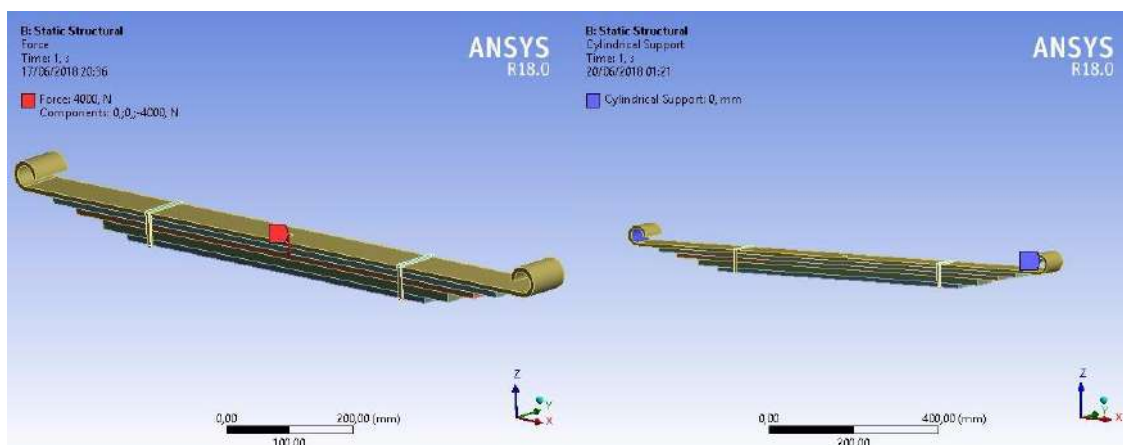 B: Static Structural
Force
Time: 1, s
17/06/2018 20:36
Force: 4000, N
Components: 0,;0,;-4000, N
ANSYS
R18.0
Z
Y
X
0,00
200,00 (mm)
100,00
B: Static Structural
Cylindrical Support
Time: 1, s
20/06/2018 01:21
Cylindrical Support: 0, mm
ANSYS
R18.0
Z
Y
X
0,00
400,00 (mm)
200,00